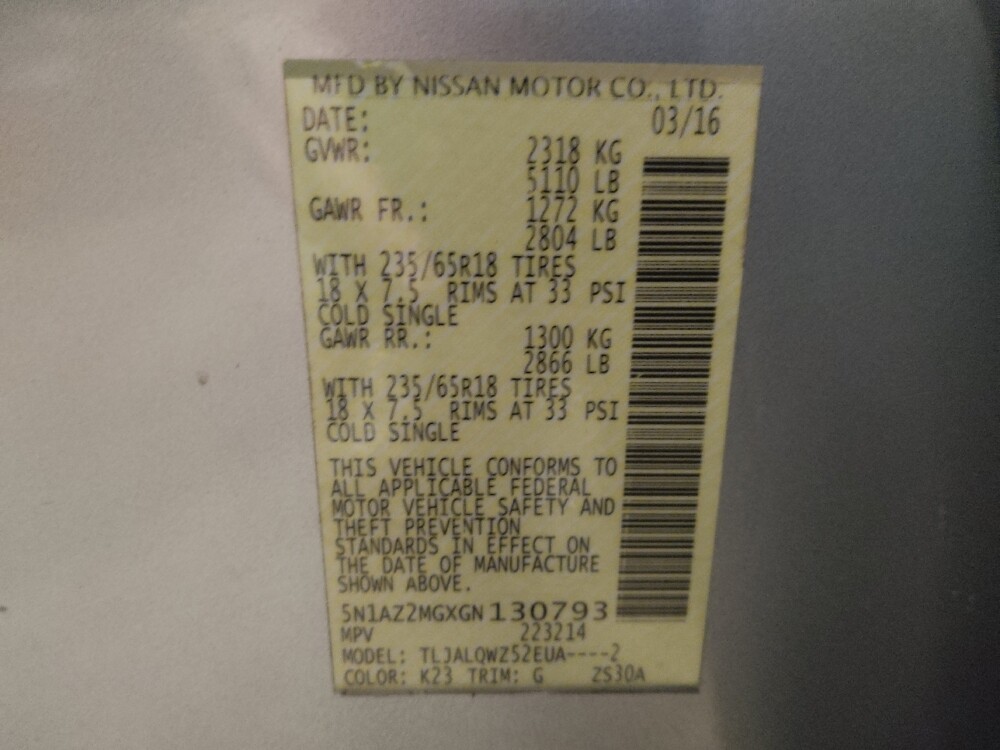 MFD BY NISSAN MOTOR CO., LTD.
DATE: 03/16
GVWR: 2318 KG
5110 LB
GAWR FR.: 1272 KG
2804 LB
WITH 235/65R18 TIRES
18 X 7.5 RIMS AT 33 PSI
COLD SINGLE
GAWR RR.: 1300 KG
2866 LB
WITH 235/65R18 TIRES
18 X 7.5 RIMS AT 33 PSI
COLD SINGLE
THIS VEHICLE CONFORMS TO
ALL APPLICABLE FEDERAL
MOTOR VEHICLE SAFETY AND
THEFT PREVENTION
STANDARDS IN EFFECT ON
THE DATE OF MANUFACTURE
SHOWN ABOVE.
5N1AZ2MGXGN130793
MPV 223214
MODEL: TLJALQWZ52EUA----2
COLOR: K23 TRIM: G ZS30A